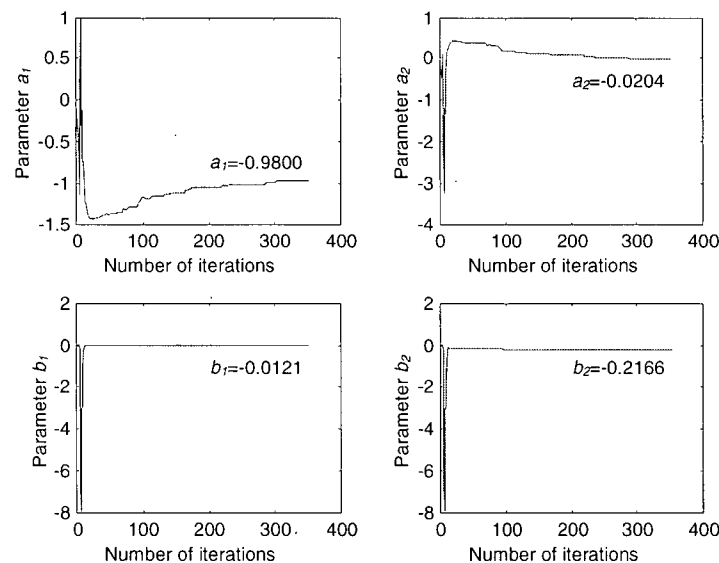 1
0.5
0
-0.5
-1
-1.5
Parameter a1
a1=-0.9800
0 100 200 300 400
Number of iterations
1
0
-1
-2
-3
-4
Parameter a2
a2=-0.0204
0 100 200 300 400
Number of iterations
2
0
-2
-4
-6
-8
Parameter b1
b1=-0.0121
0 100 200 300 400
Number of iterations
2
0
-2
-4
-6
-8
Parameter b2
b2=-0.2166
0 100 200 300 400
Number of iterations